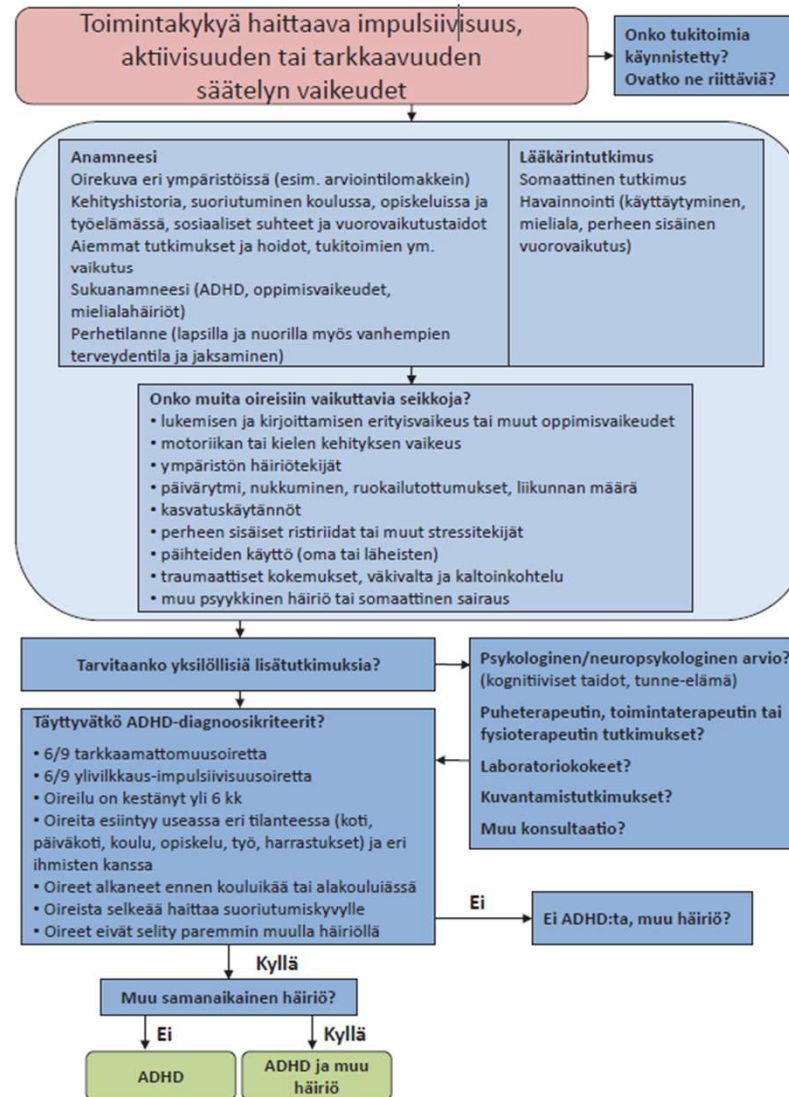 Toimintakykyä haittaava impulsiivisuus,
aktiivisuuden tai tarkkaavuuden
säätelyn vaikeudet
Onko tukitoimia
käynnistetty?
Ovatko ne riittäviä?
Anamneesi
Oirekuva eri ympäristöissä (esim. arviointilomakkein)
Kehityshistoria, suoriutuminen koulussa, opiskeluissa ja
työelämässä, sosiaaliset suhteet ja vuorovaikutustaidot
Aiemmat tutkimukset ja hoidot, tukitoimien ym.
vaikutus
Sukuanamneesi (ADHD, oppimisvaikeudet,
mielialahäiriöt)
Perhetilanne (lapsilla ja nuorilla myös vanhempien
terveydentila ja jaksaminen)
Lääkärintutkimus
Somaattinen tutkimus
Havainnointi (käyttäytyminen,
mieliala, perheen sisäinen
vuorovaikutus)
Onko muita oireisiin vaikuttavia seikkoja?
• lukemisen ja kirjoittamisen erityisvaikeus tai muut oppimisvaikeudet
• motoriikan tai kielen kehityksen vaikeus
• ympäristön häiriötekijät
• päivärytmi, nukkuminen, ruokailutottumukset, liikunnan määrä
• kasvatuskäytännöt
• perheen sisäiset ristiriidat tai muut stressitekijät
• päihteiden käyttö (oma tai läheisten)
• traumaattiset kokemukset, väkivalta ja kaltoinkohtelu
• muu psyykkinen häiriö tai somaattinen sairaus
Tarvitaanko yksilöllisiä lisätutkimuksia?
Psykologinen/neuropsykologinen arvio?
(kognitiiviset taidot, tunne-elämä)
Puheterapeutin, toimintaterapeutin tai
fysioterapeutin tutkimukset?
Laboratoriokokeet?
Kuvantamistutkimukset?
Muu konsultaatio?
Täyttyvätkö ADHD-diagnoosikriteerit?
• 6/9 tarkkaamattomuusoiretta
• 6/9 ylivilkkaus-impulsiivisuusoiretta
• Oireilu on kestänyt yli 6 kk
• Oireita esiintyy useassa eri tilanteessa (koti,
päiväkoti, koulu, opiskelu, työ, harrastukset) ja eri
ihmisten kanssa
• Oireet alkaneet ennen kouluikää tai alakouluiässä
• Oireista selkeää haittaa suoriutumiskyvylle
• Oireet eivät selity paremmin muulla häiriöllä
Ei
Ei ADHD:ta, muu häiriö?
Kyllä
Muu samanaikainen häiriö?
Ei
Kyllä
ADHD
ADHD ja muu
häiriö